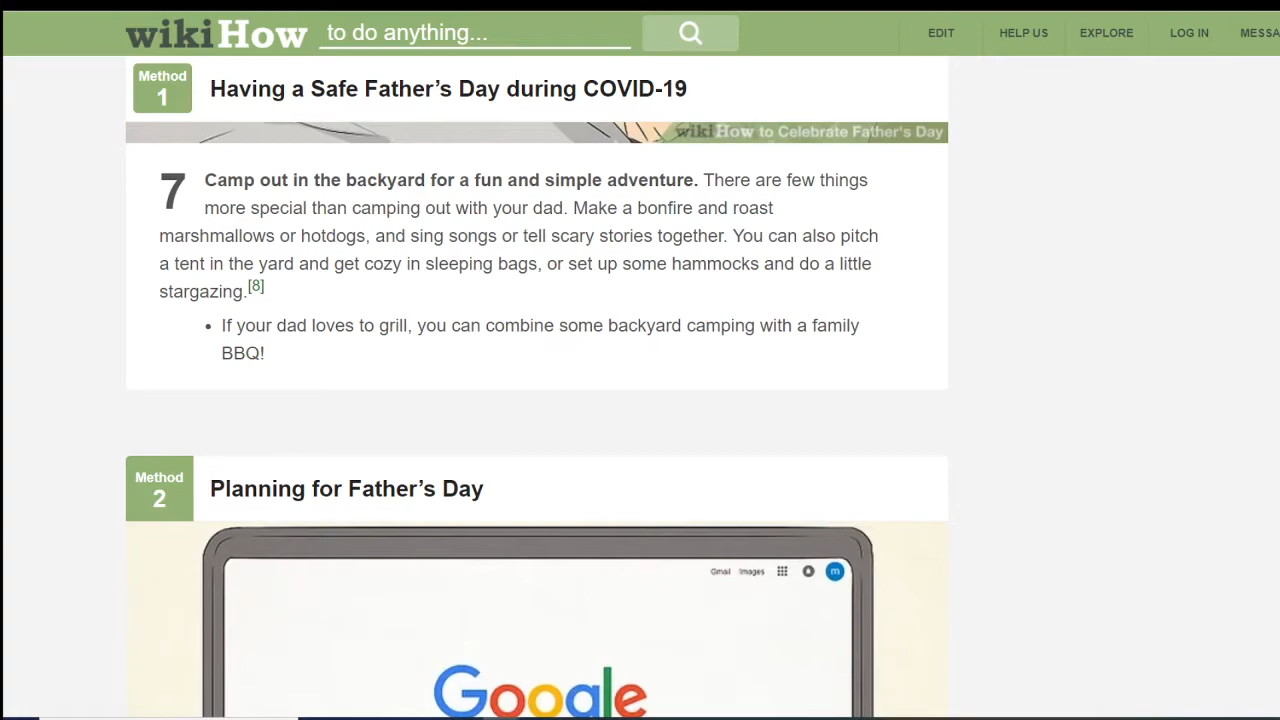 wikiHow to do anything... EDIT HELP US EXPLORE LOG IN MESSA
Method
1
Having a Safe Father’s Day during COVID-19
wikiHow to Celebrate Father's Day
7 Camp out in the backyard for a fun and simple adventure. There are few things
more special than camping out with your dad. Make a bonfire and roast
marshmallows or hotdogs, and sing songs or tell scary stories together. You can also pitch
a tent in the yard and get cozy in sleeping bags, or set up some hammocks and do a little
stargazing.[8]
• If your dad loves to grill, you can combine some backyard camping with a family
BBQ!
Method
2
Planning for Father’s Day
Gmail Images m
Google